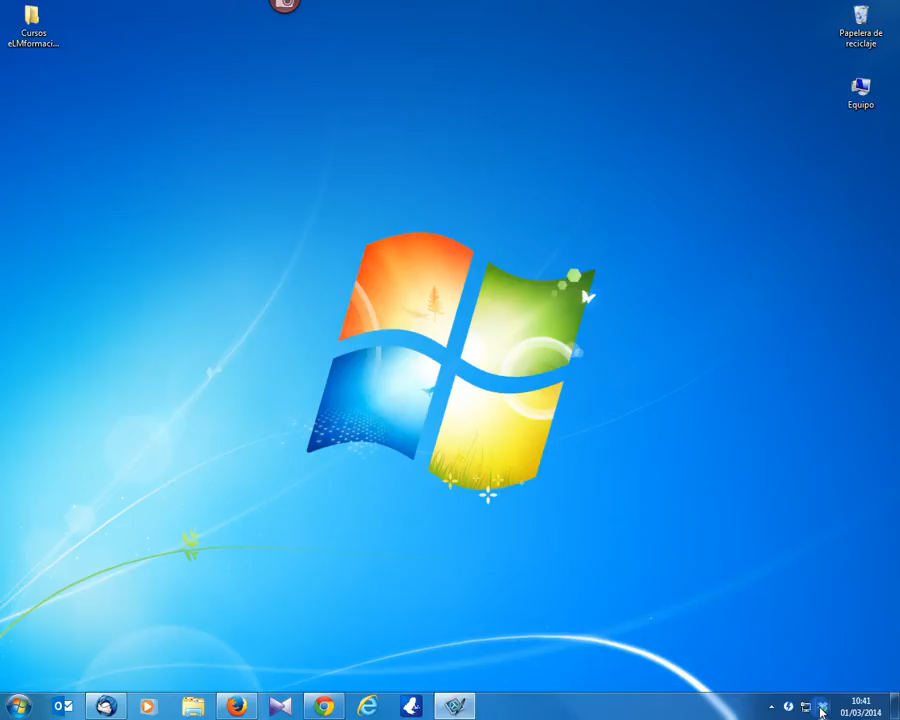 Cursos
eLMformaci...
Papelera de
reciclaje
Equipo
10:41
01/03/2014